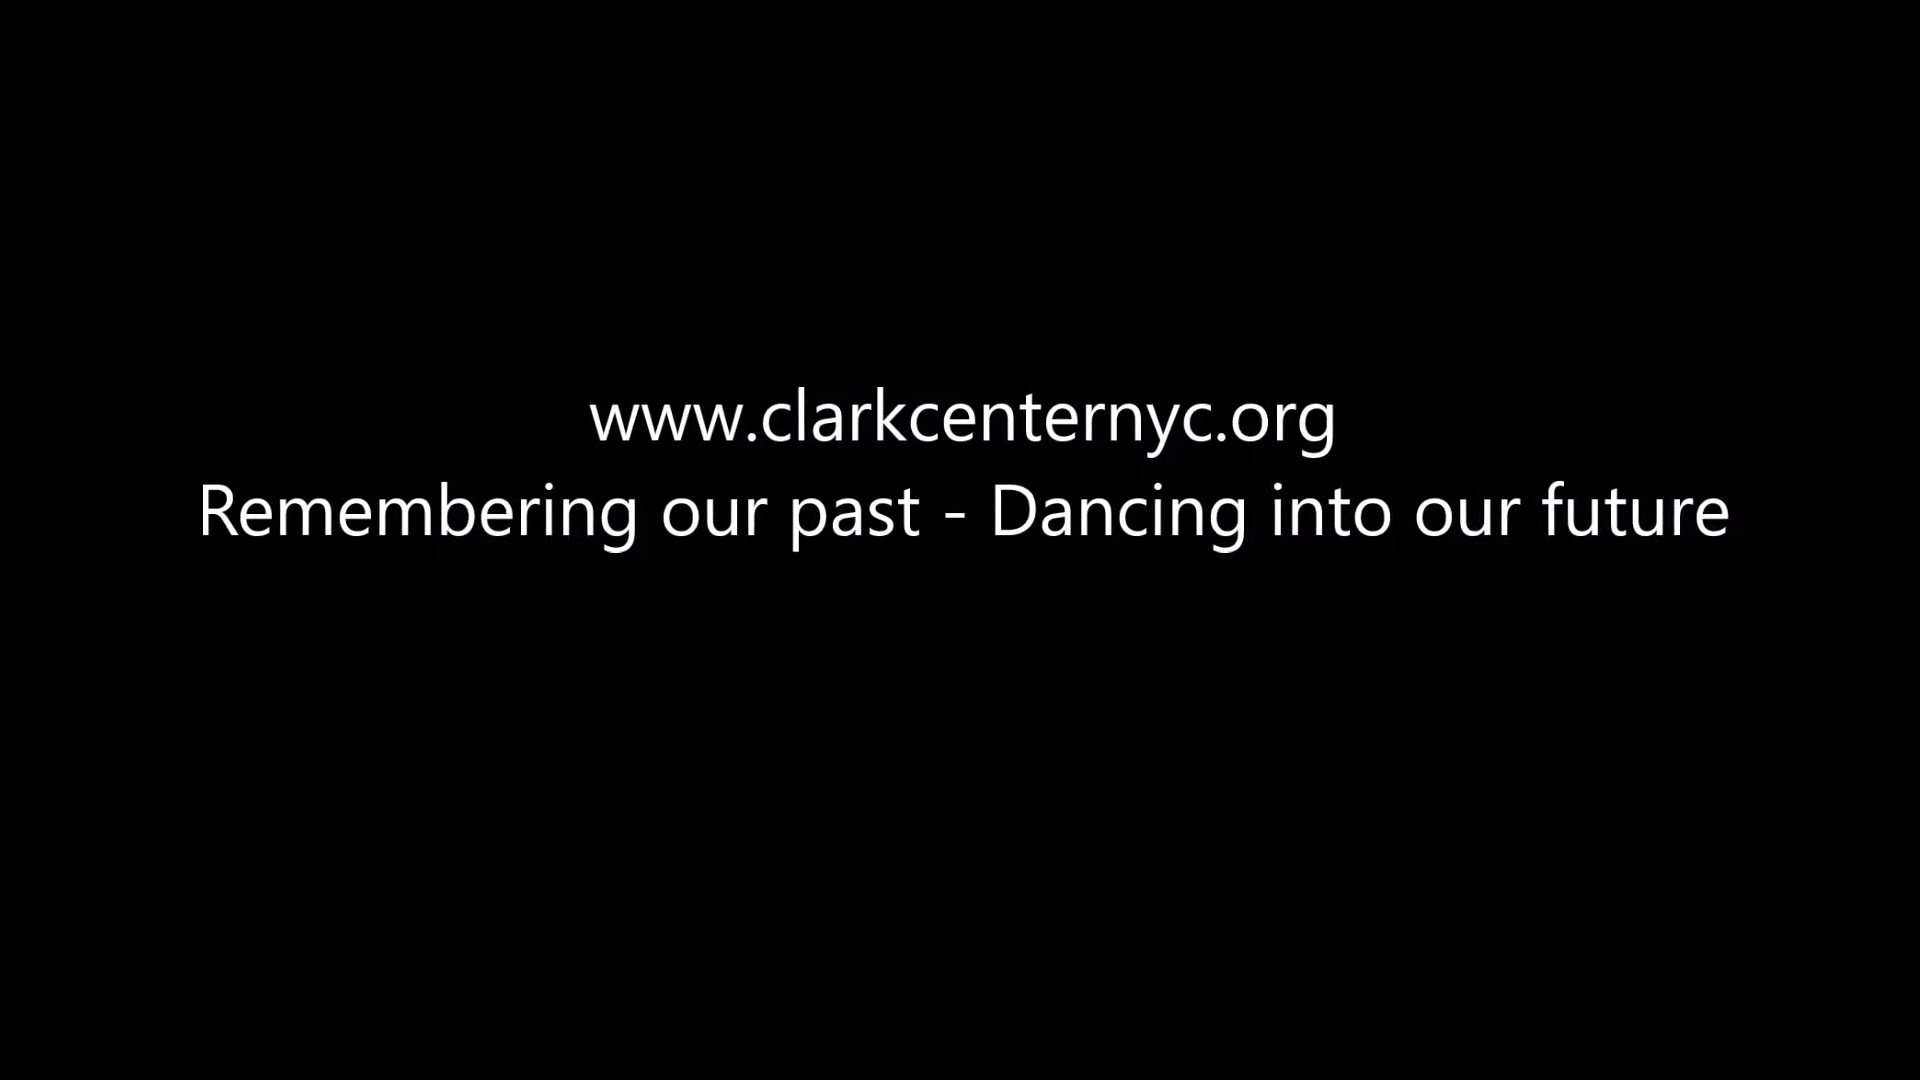 www.clarkcenternyc.org
Remembering our past - Dancing into our future